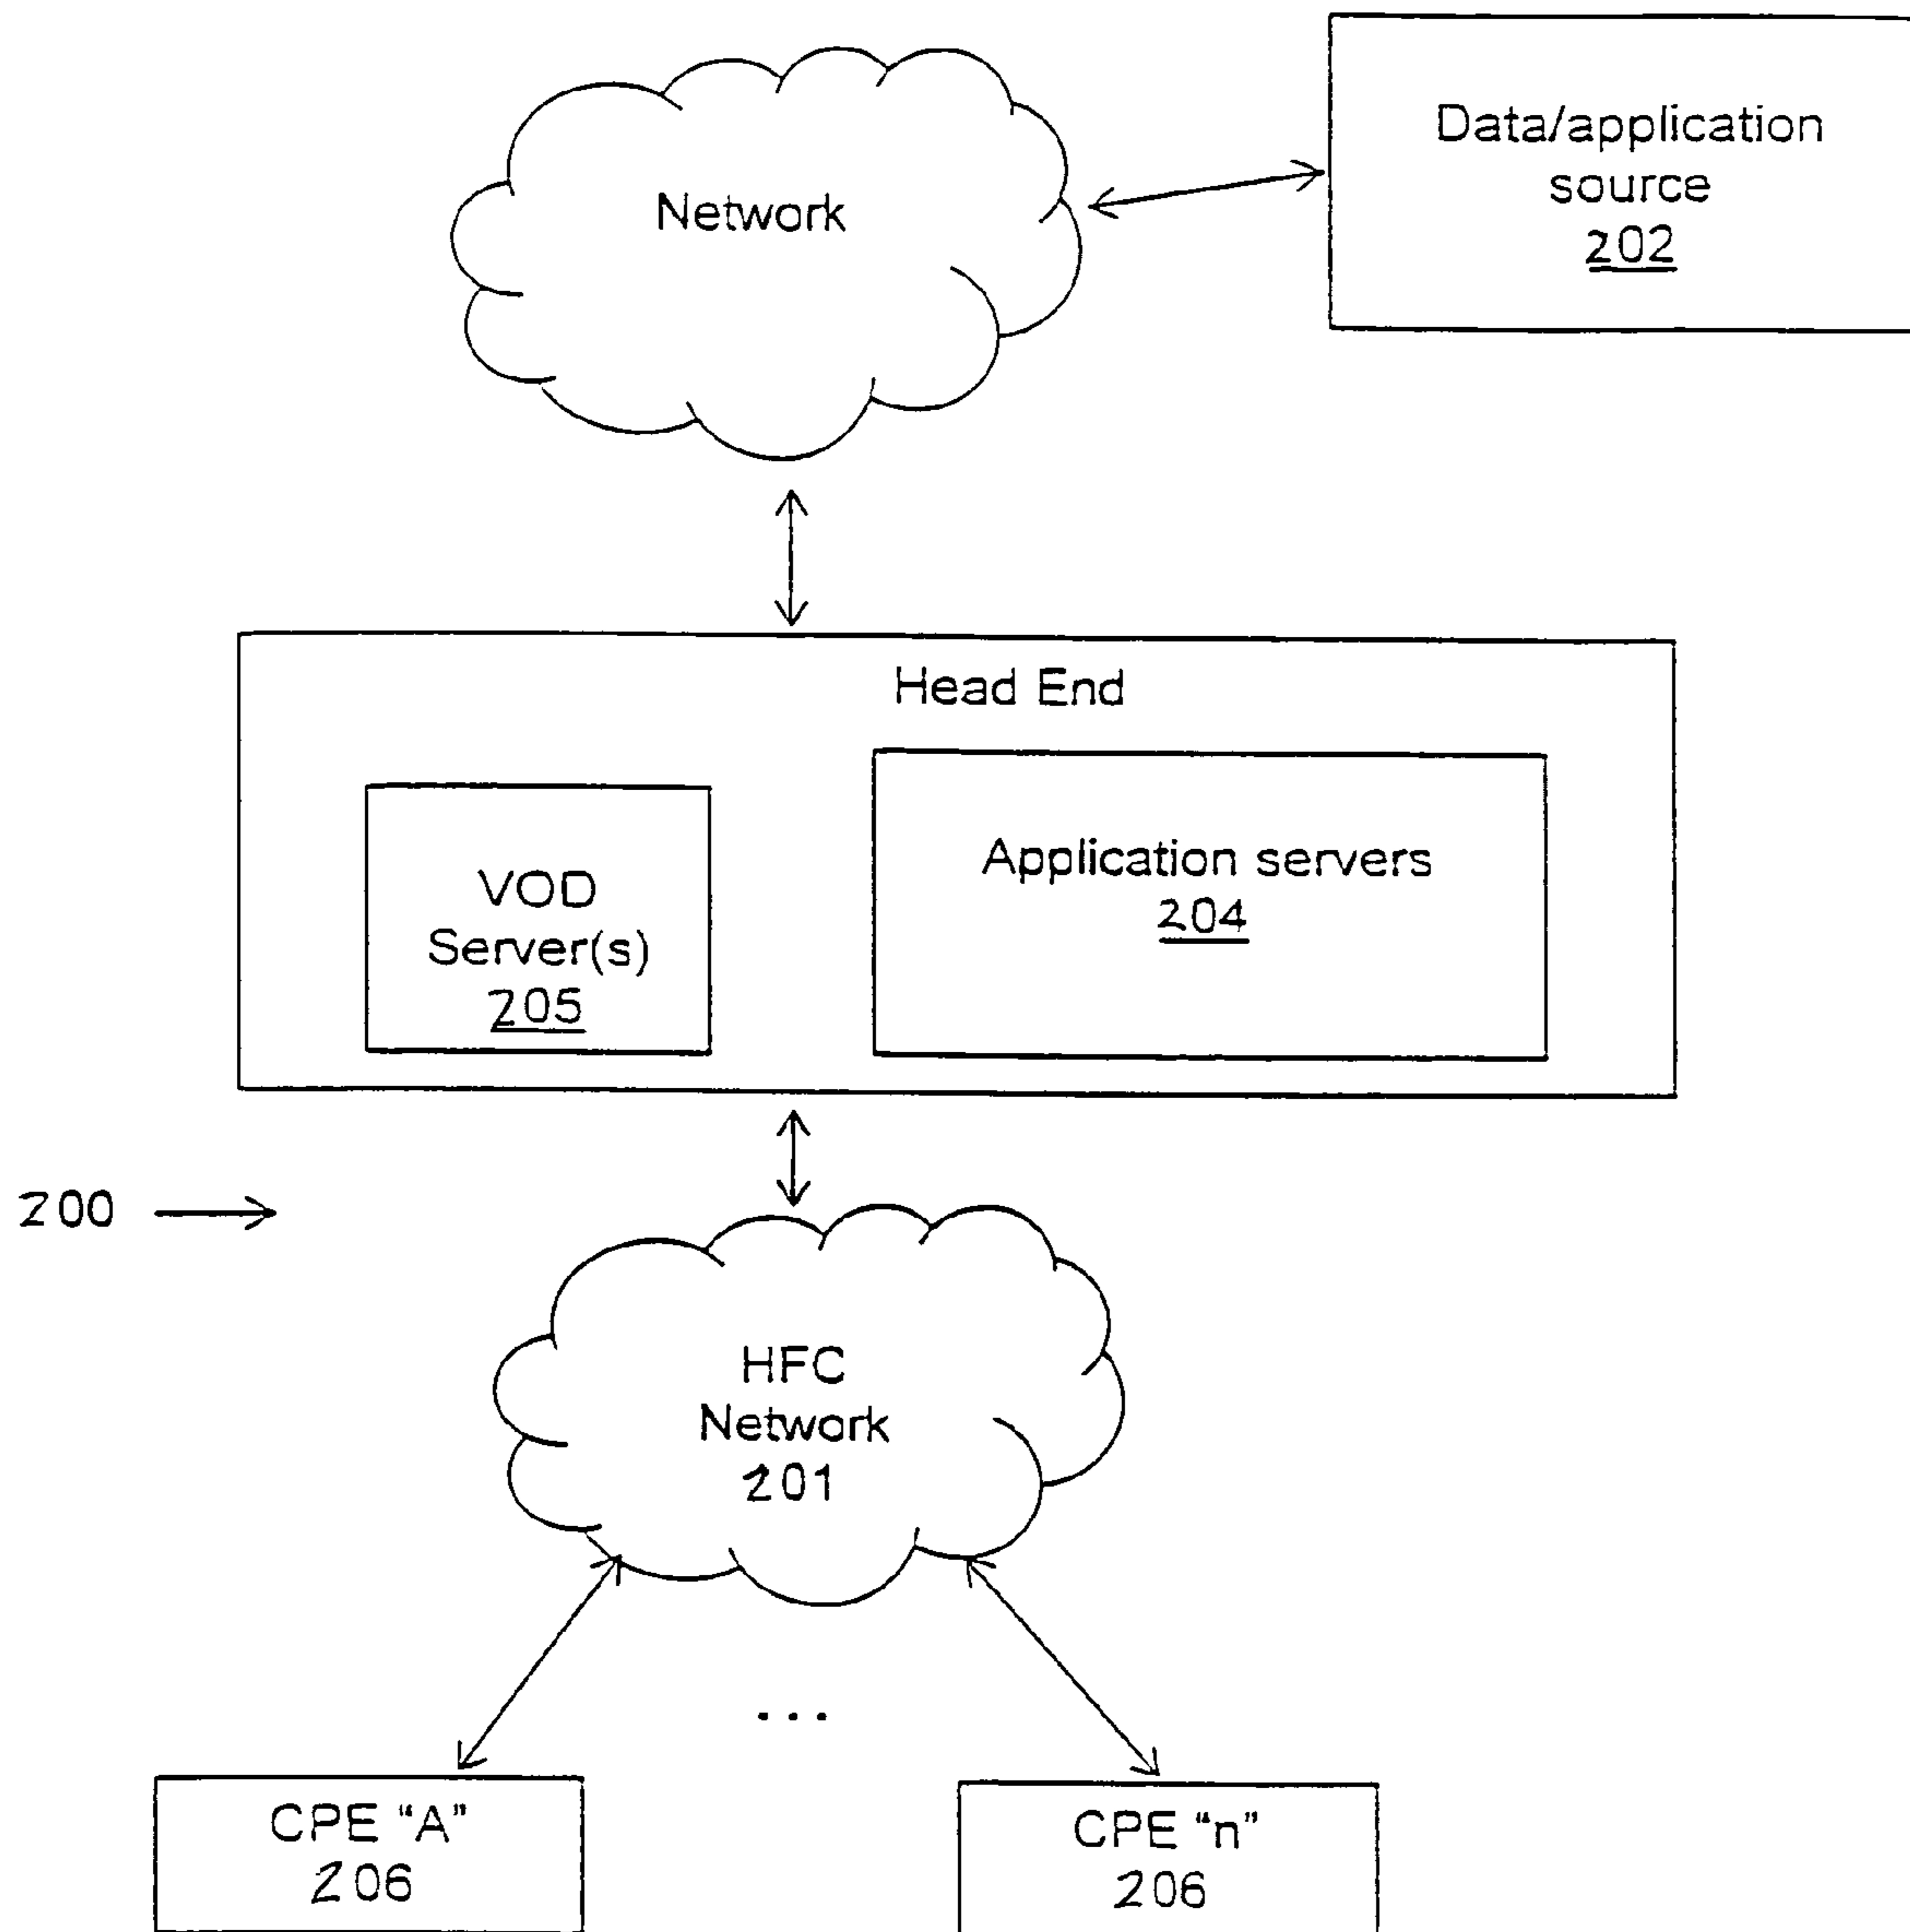 Data/application
source
202
Network
Head End
Application servers
204
VOD
Server(s)
205
200
HFC
Network
201
...
CPE “A”
206
CPE “n”
206